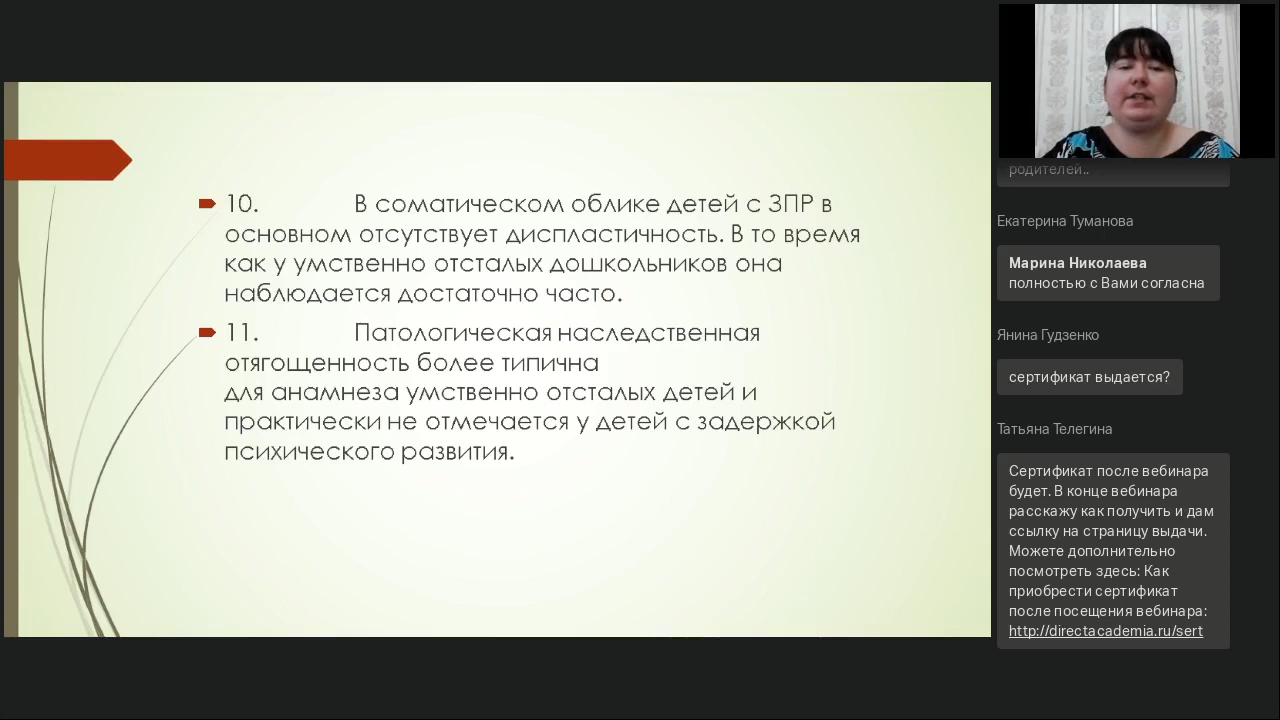 10. В соматическом облике детей с ЗПР в
основном отсутствует диспластичность. В то время
как у умственно отсталых дошкольников она
наблюдается достаточно часто.
11. Патологическая наследственная
отягощенность более типична
для анамнеза умственно отсталых детей и
практически не отмечается у детей с задержкой
психического развития.
родителей..
Екатерина Туманова
Марина Николаева
полностью с Вами согласна
Янина Гудзенко
сертификат выдается?
Татьяна Телегина
Сертификат после вебинара
будет. В конце вебинара
расскажу как получить и дам
ссылку на страницу выдачи.
Можете дополнительно
посмотреть здесь: Как
приобрести сертификат
после посещения вебинара:
http://directacademia.ru/sert